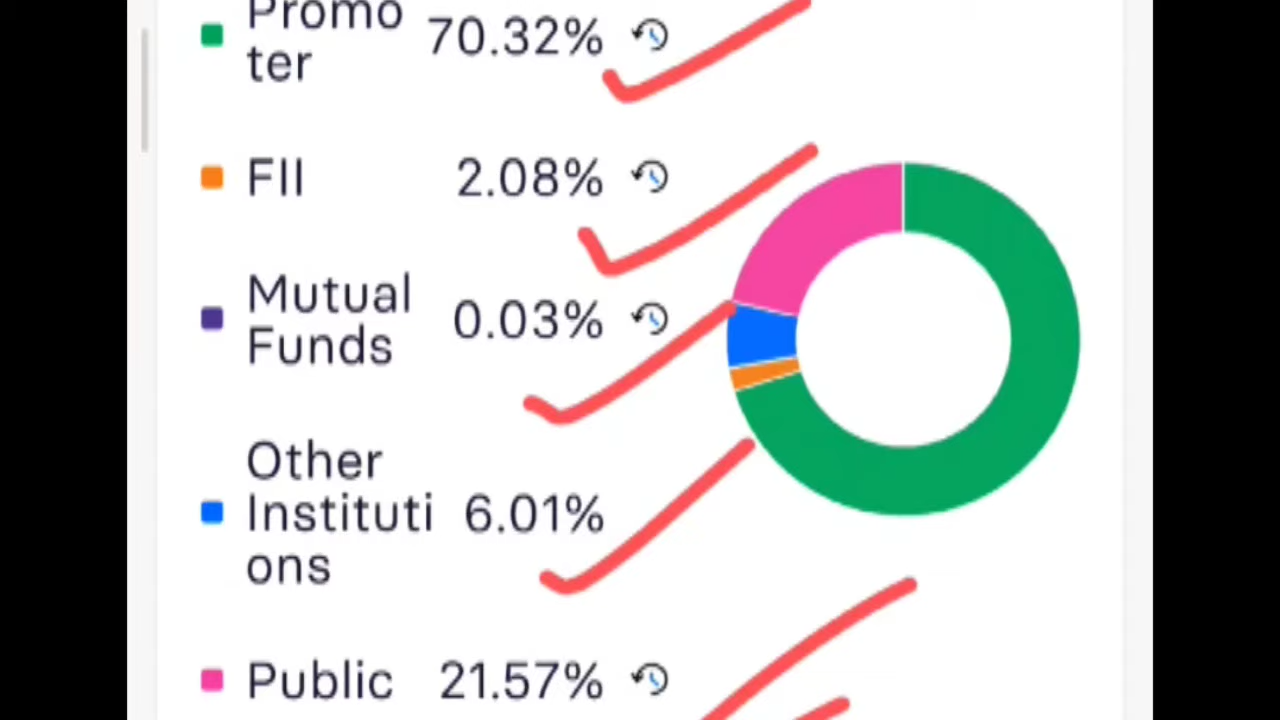 Promo
ter
70.32%
FII
2.08%
Mutual
Funds
0.03%
Other
Instituti
ons
6.01%
Public
21.57%